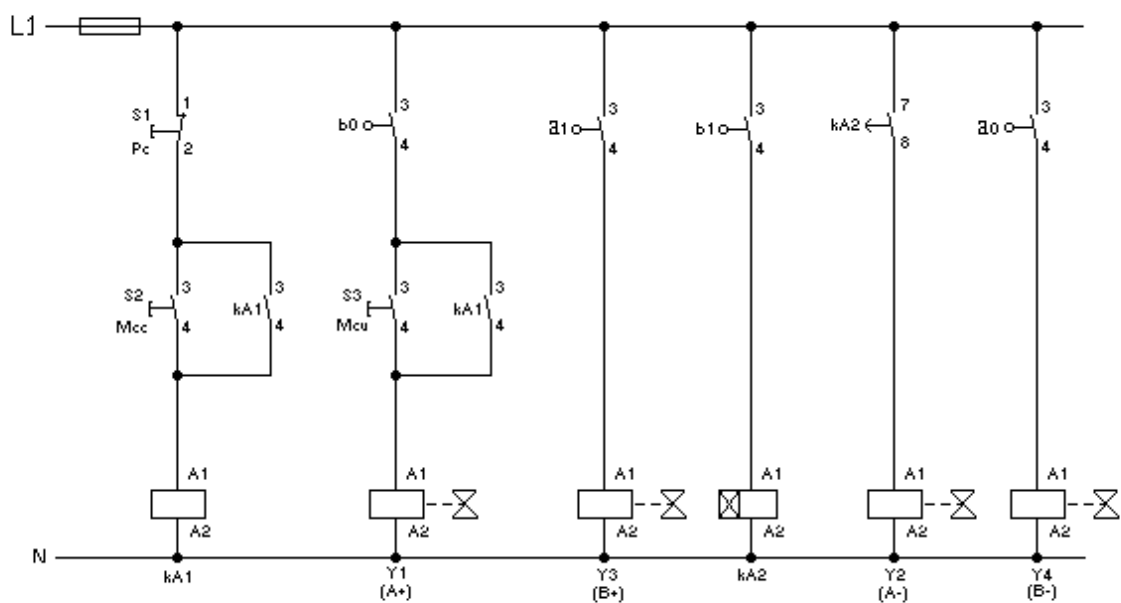 L1
1
S1
Pc
2
3
b0
4
3
a1
4
3
b1
4
7
kA2
8
3
a0
4
3
S2
Mcc
4
3
kA1
4
3
S3
Mcu
4
3
kA1
4
A1
A2
A1
A2
A1
A2
A1
A2
A1
A2
A1
A2
N
kA1
Y1
(A+)
Y3
(B+)
kA2
Y2
(A-)
Y4
(B-)